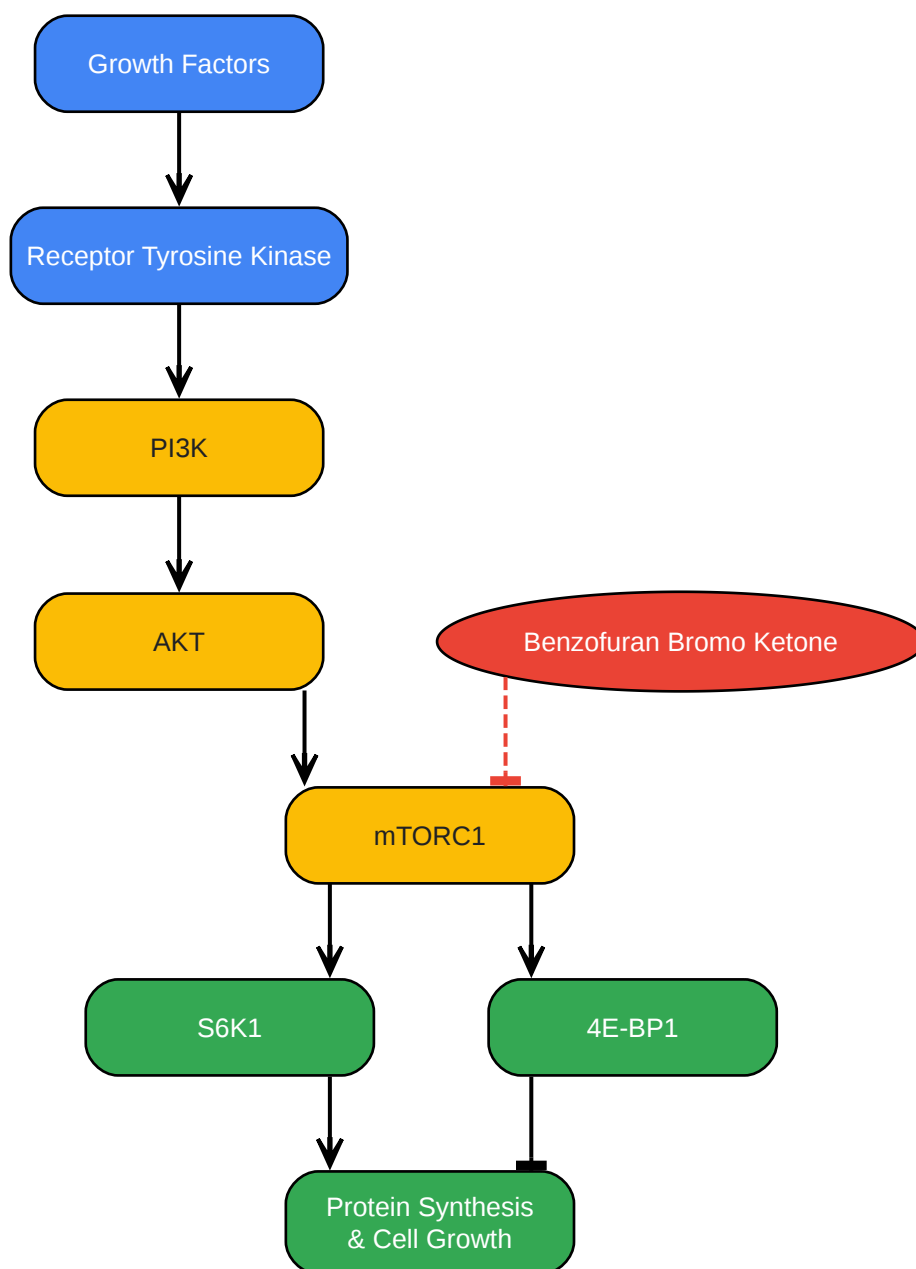 Growth Factors
Receptor Tyrosine Kinase
PI3K
AKT
Benzofuran Bromo Ketone
mTORC1
S6K1
4E-BP1
Protein Synthesis
& Cell Growth